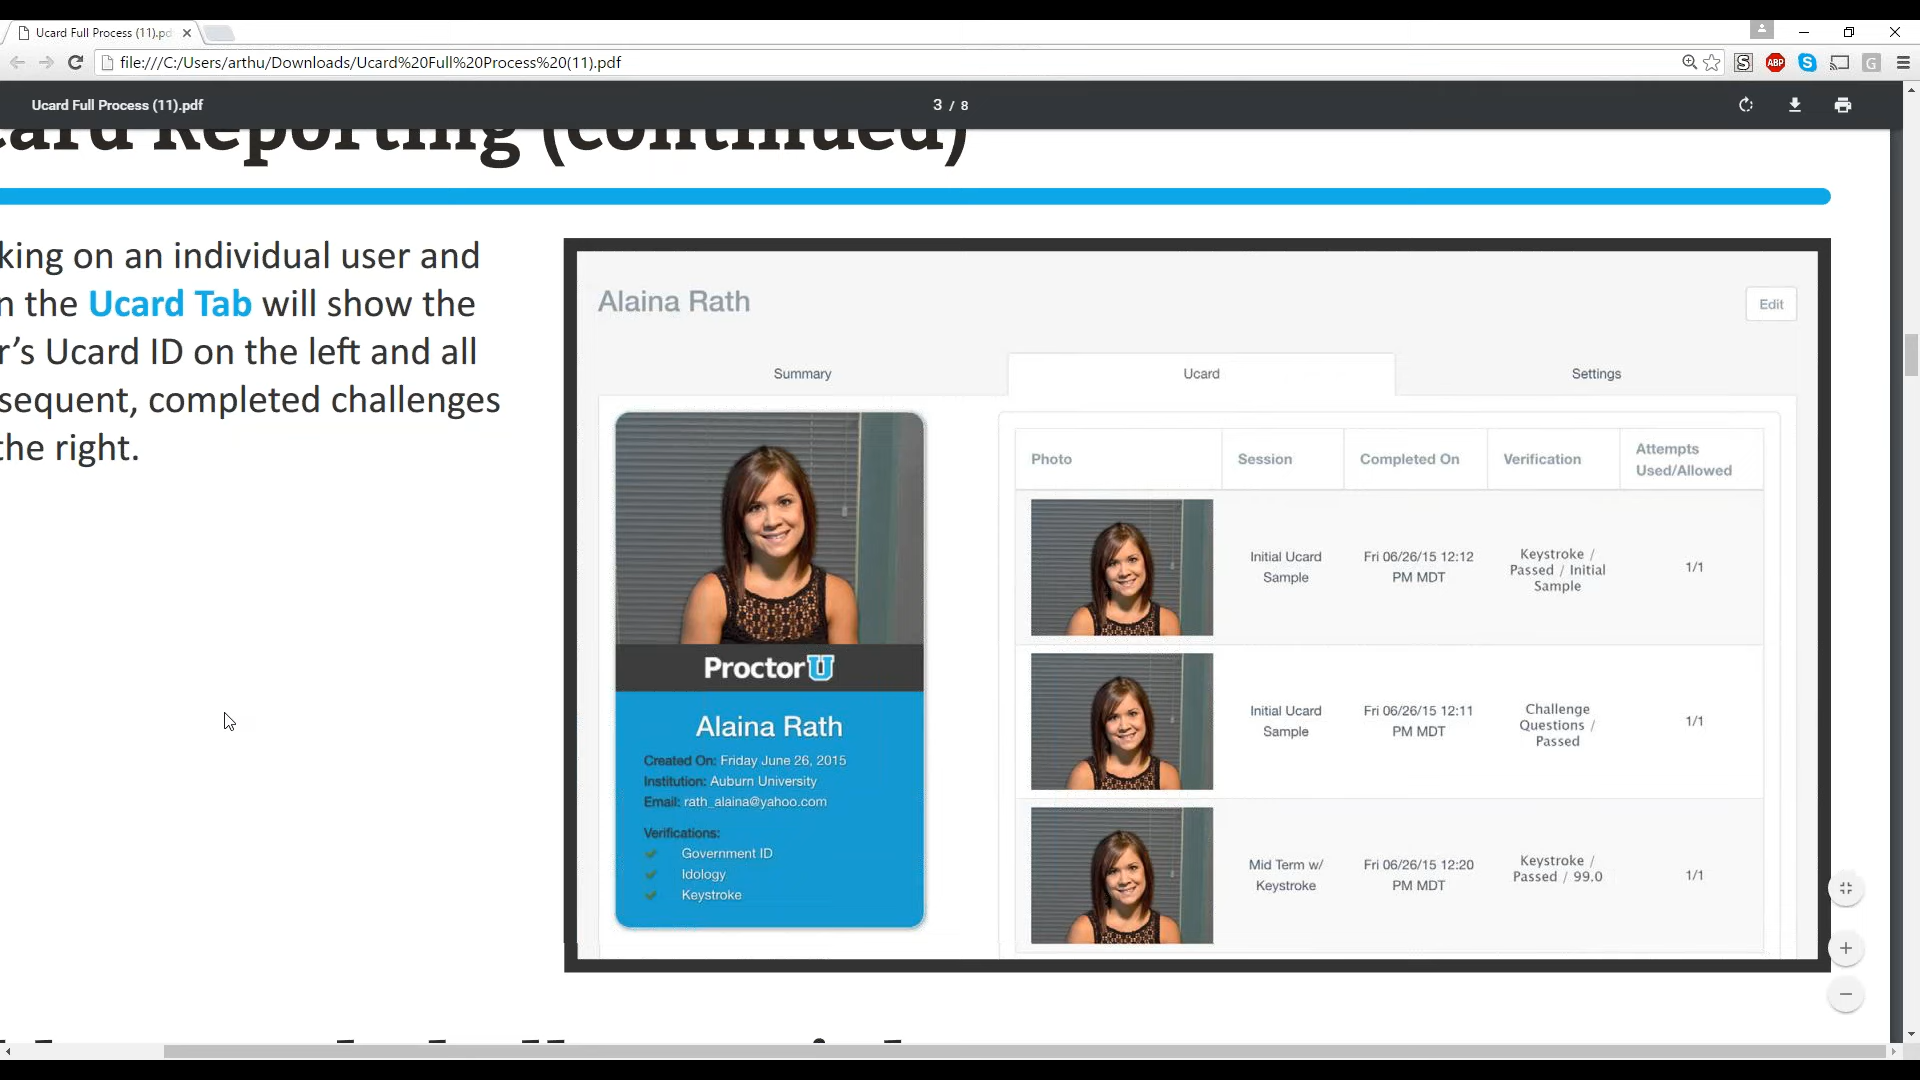 Ucard Full Process (11).pd
file:///C:/Users/arthu/Downloads/Ucard%20Full%20Process%20(11).pdf
Ucard Full Process (11).pdf
3 / 8
card Reporting (continued)
king on an individual user and
n the Ucard Tab will show the
r's Ucard ID on the left and all
sequent, completed challenges
the right.
Alaina Rath
Edit
Summary
Ucard
Settings
ProctorU
Alaina Rath
Created On: Friday June 26, 2015
Institution: Auburn University
Email: rath_alaina@yahoo.com
Verifications:
Government ID
Idology
Keystroke
Photo
Session
Completed On
Verification
Attempts
Used/Allowed
Initial Ucard
Sample
Fri 06/26/15 12:12
PM MDT
Keystroke /
Passed / Initial
Sample
1/1
Initial Ucard
Sample
Fri 06/26/15 12:11
PM MDT
Challenge
Questions /
Passed
1/1
Mid Term w/
Keystroke
Fri 06/26/15 12:20
PM MDT
Keystroke /
Passed / 99.0
1/1